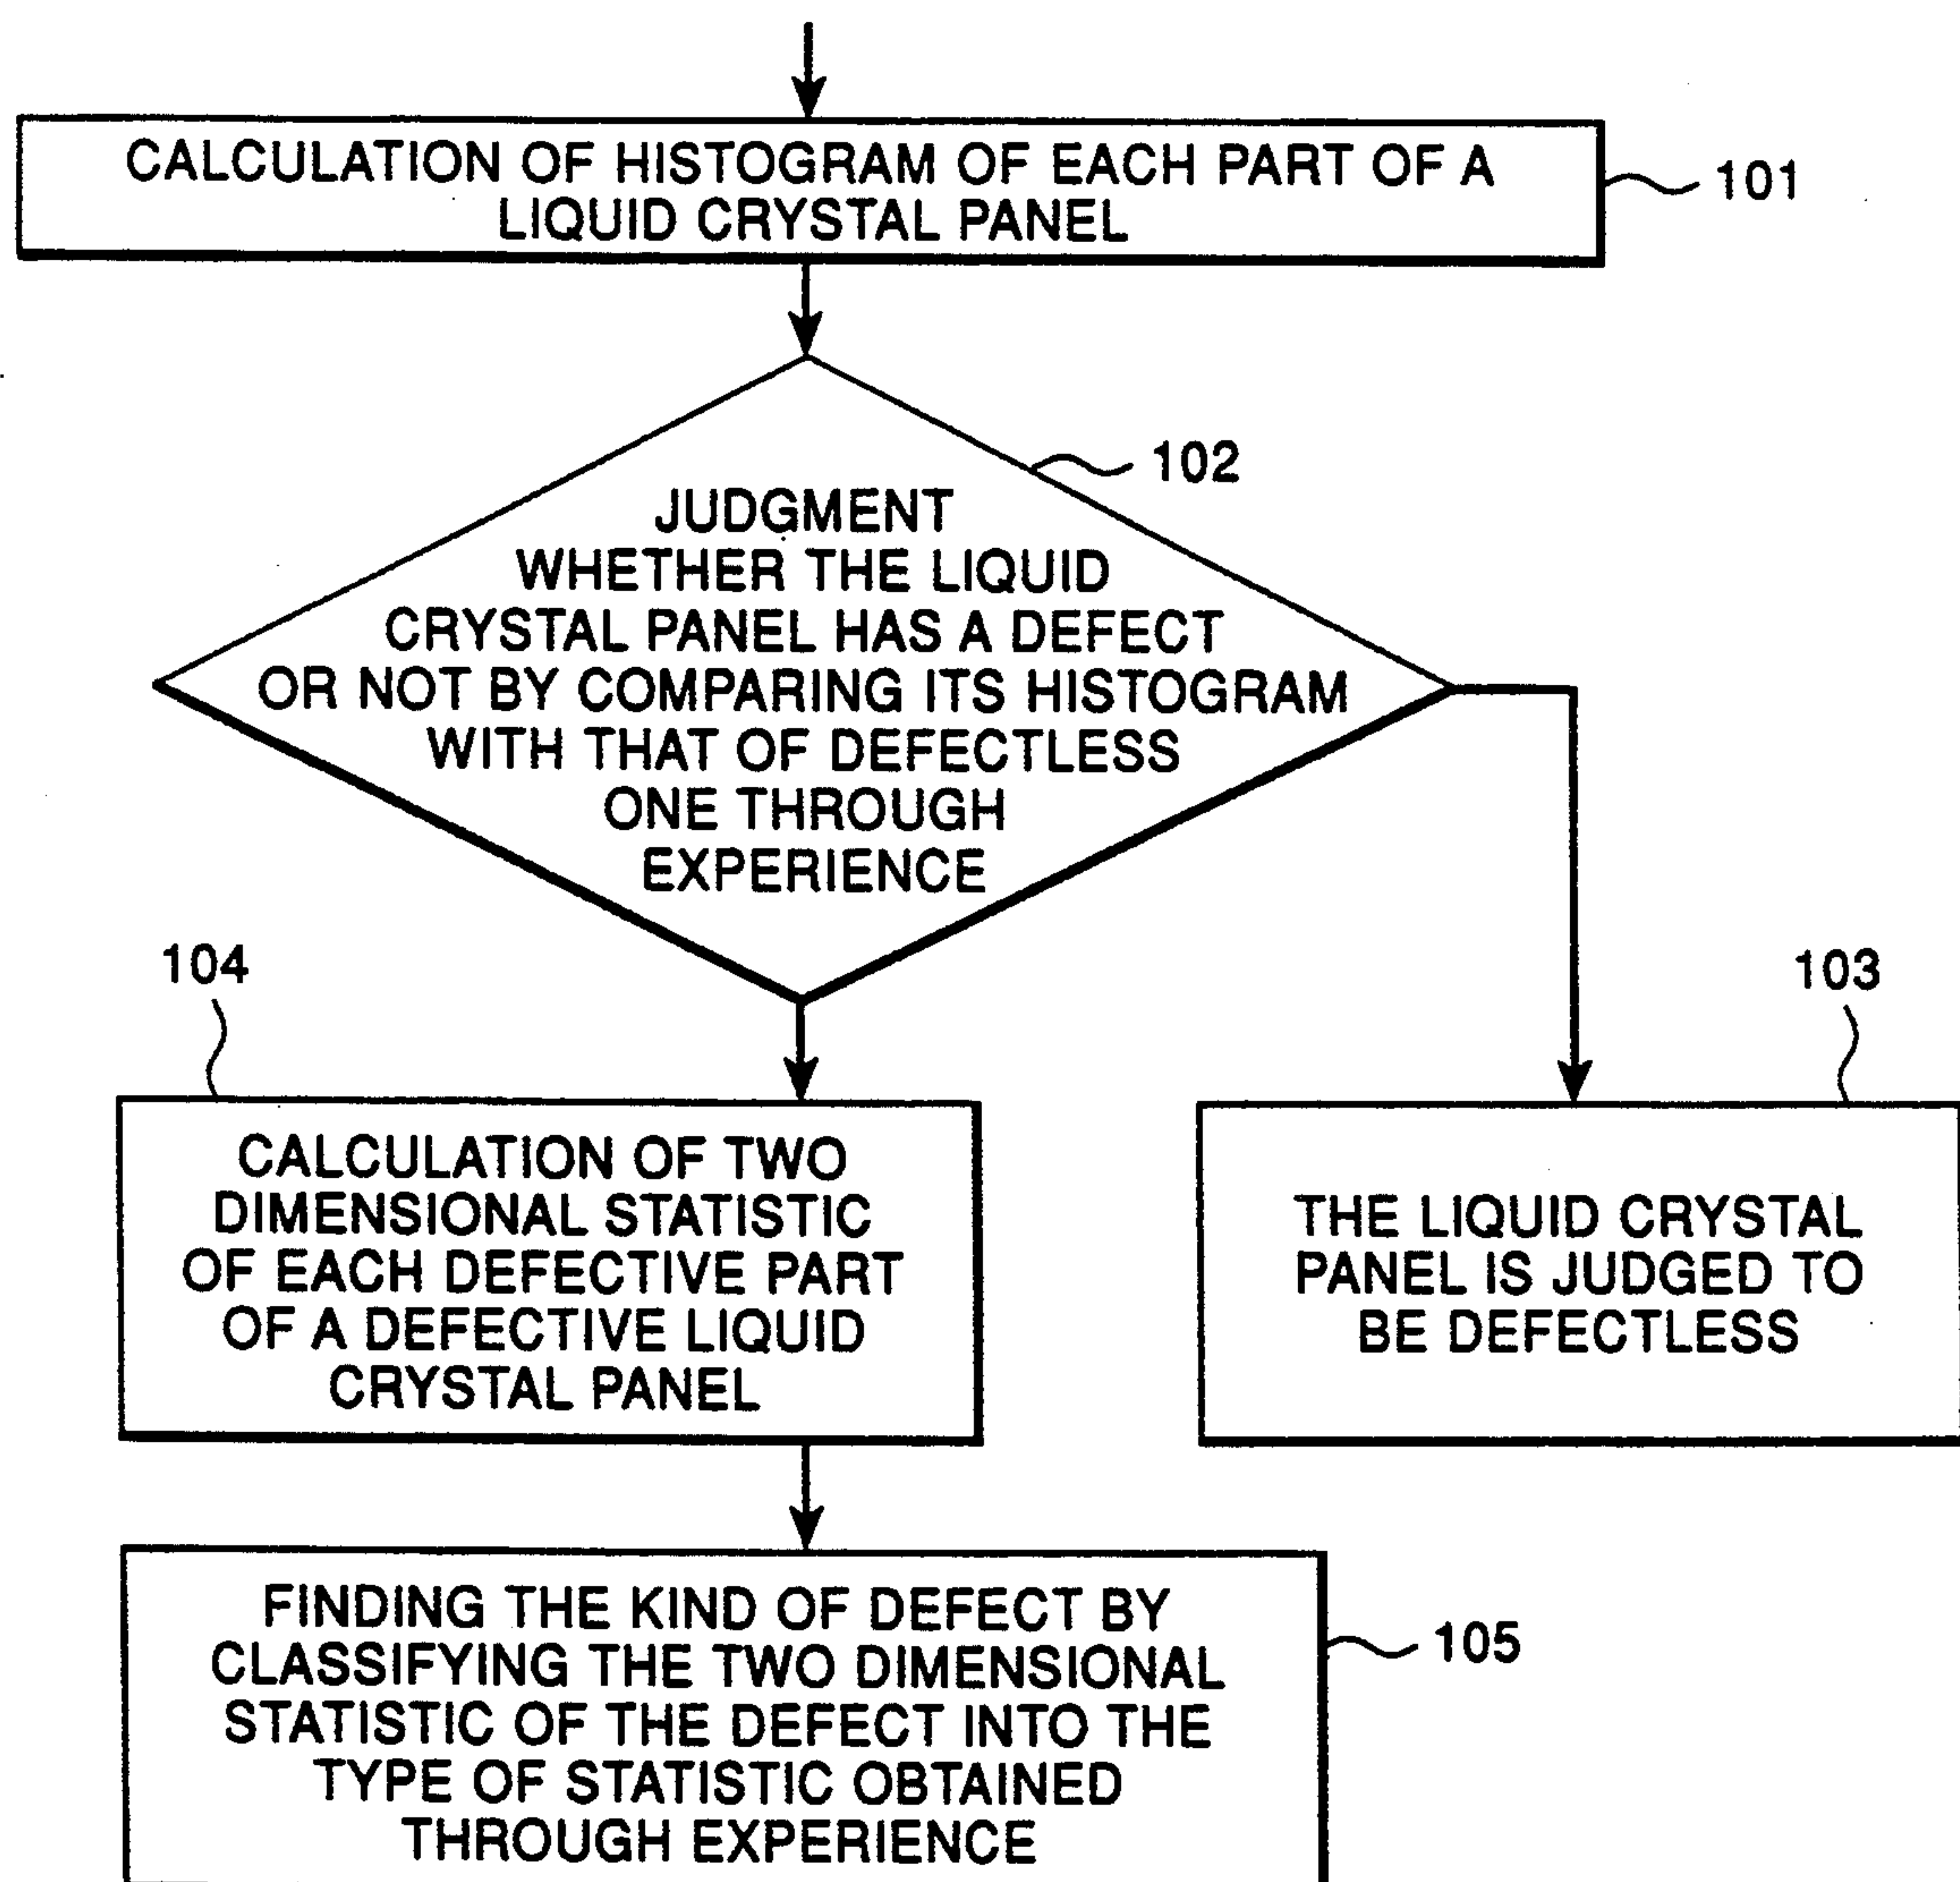 CALCULATION OF HISTOGRAM OF EACH PART OF A
LIQUID CRYSTAL PANEL
101
102
JUDGMENT
WHETHER THE LIQUID
CRYSTAL PANEL HAS A DEFECT
OR NOT BY COMPARING ITS HISTOGRAM
WITH THAT OF DEFECTLESS
ONE THROUGH
EXPERIENCE
104
103
CALCULATION OF TWO
DIMENSIONAL STATISTIC
OF EACH DEFECTIVE PART
OF A DEFECTIVE LIQUID
CRYSTAL PANEL
THE LIQUID CRYSTAL
PANEL IS JUDGED TO
BE DEFECTLESS
FINDING THE KIND OF DEFECT BY
CLASSIFYING THE TWO DIMENSIONAL
STATISTIC OF THE DEFECT INTO THE
TYPE OF STATISTIC OBTAINED
THROUGH EXPERIENCE
105